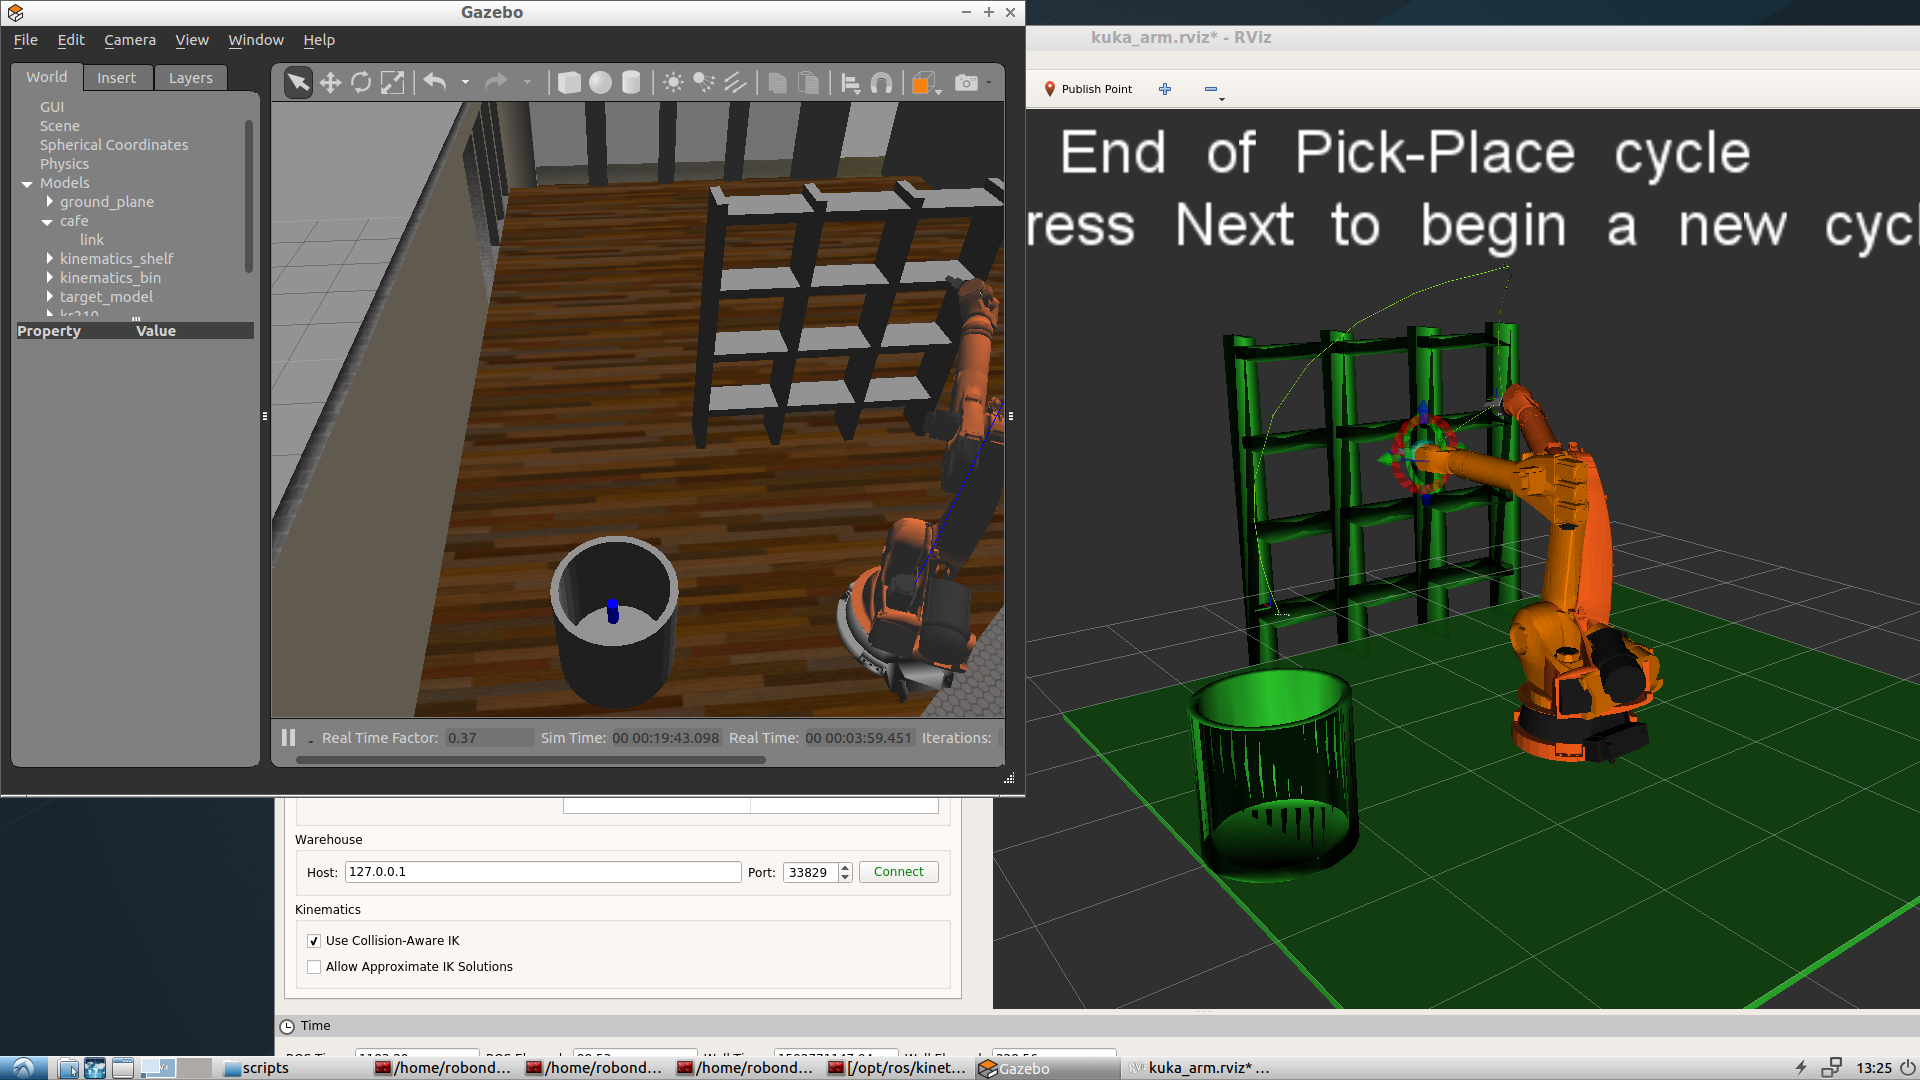 Gazebo
File Edit Camera View Window Help
World Insert Layers
GUI
Scene
Spherical Coordinates
Physics
Models
ground_plane
cafe
link
kinematics_shelf
kinematics_bin
target_model
kr210
Property Value
Real Time Factor: 0.37 Sim Time: 00 00:19:43.098 Real Time: 00 00:03:59.451 Iterations:
kuka_arm.rviz* - RViz
Publish Point
End of Pick-Place cycle
ress Next to begin a new cycl
Warehouse
Host: 127.0.0.1 Port: 33829 Connect
Kinematics
Use Collision-Aware IK
Allow Approximate IK Solutions
Time
scripts /home/robond... /home/robond... /home/robond... [/opt/ros/kinet... Gazebo kuka_arm.rviz* ... 13:25